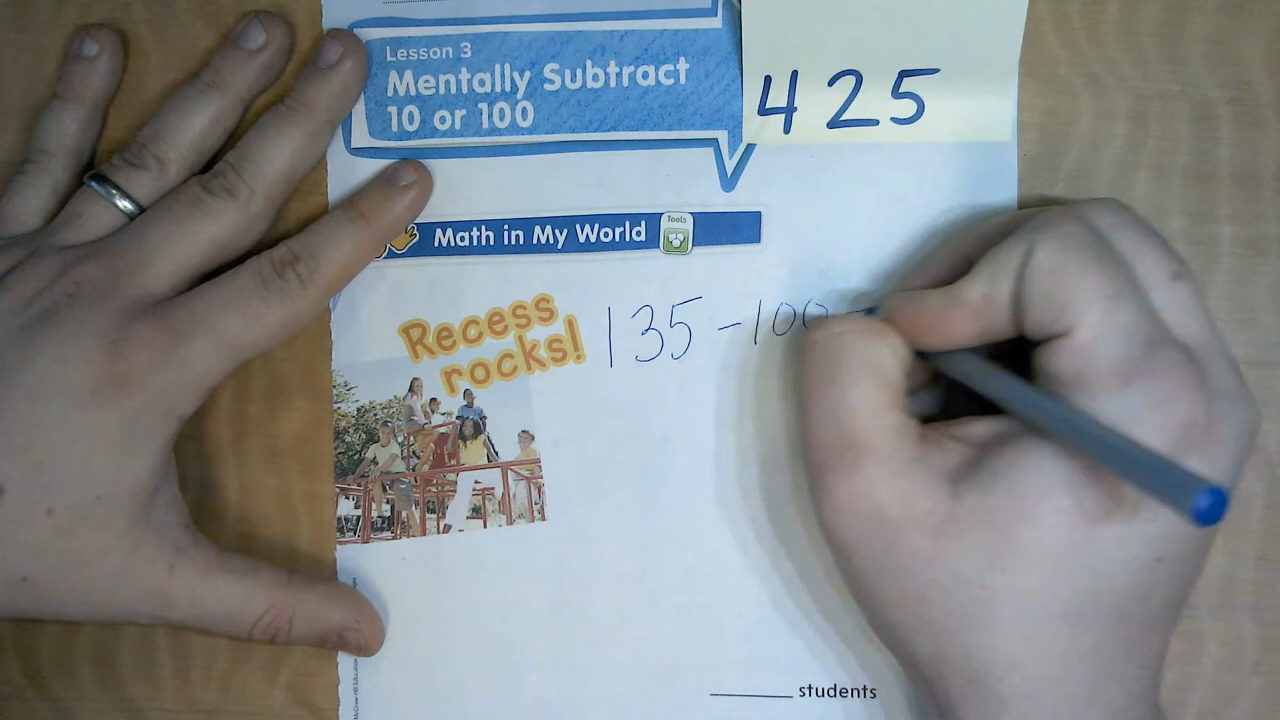 Lesson 3
Mentally Subtract
10 or 100
425
Tools
Math in My World
Recess
rocks!
135 - 100
students